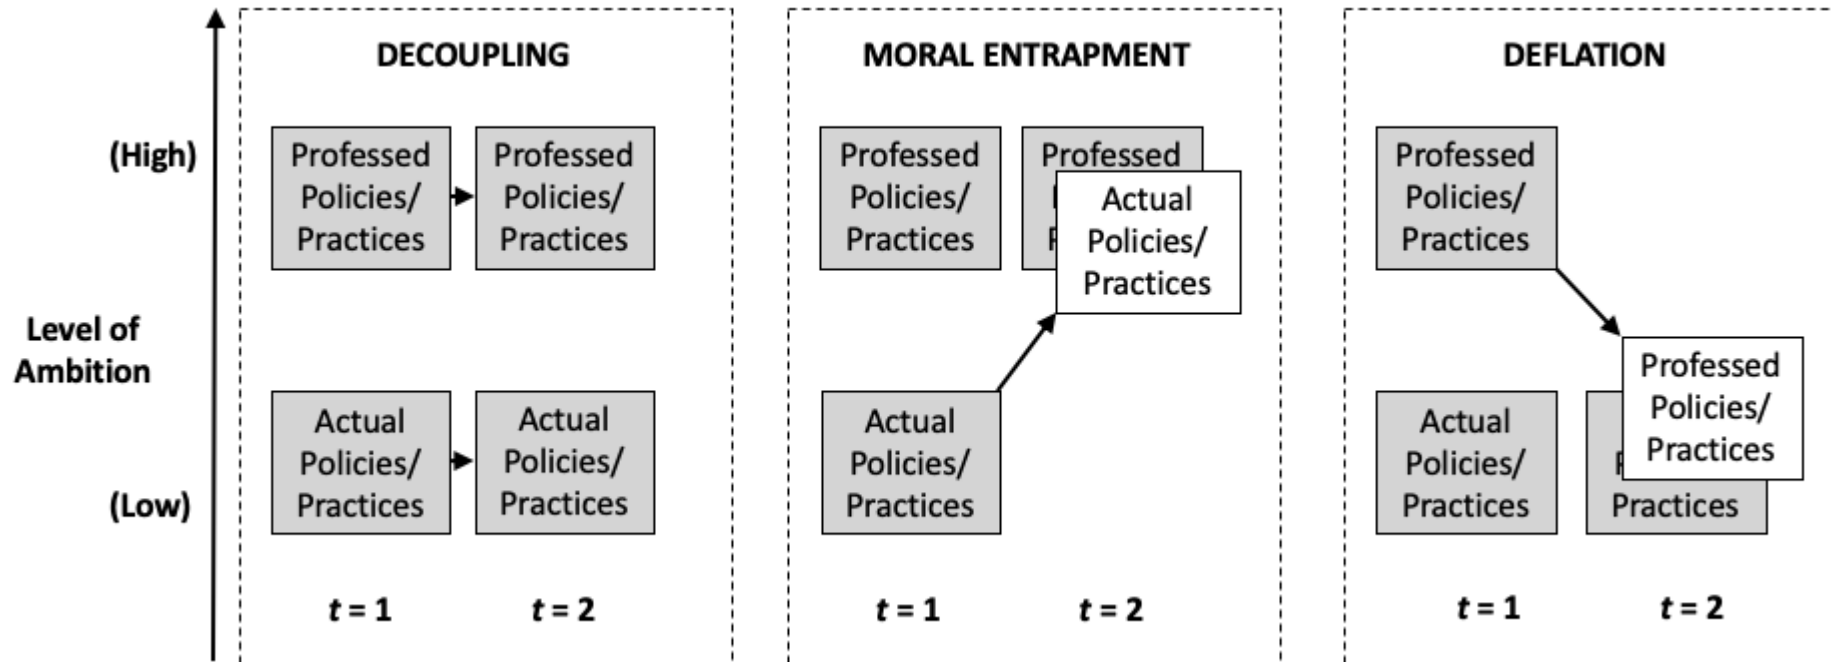 DECOUPLING
MORAL ENTRAPMENT
DEFLATION
(High)
Level of
Ambition
(Low)
Professed
Policies/
Practices
Professed
Policies/
Practices
Actual
Policies/
Practices
Actual
Policies/
Practices
t = 1
t = 2
Professed
Policies/
Practices
Professed
Actual
Policies/
Practices
Actual
Policies/
Practices
t = 1
t = 2
Professed
Policies/
Practices
Professed
Policies/
Practices
Actual
Policies/
Practices
Practices
t = 1
t = 2